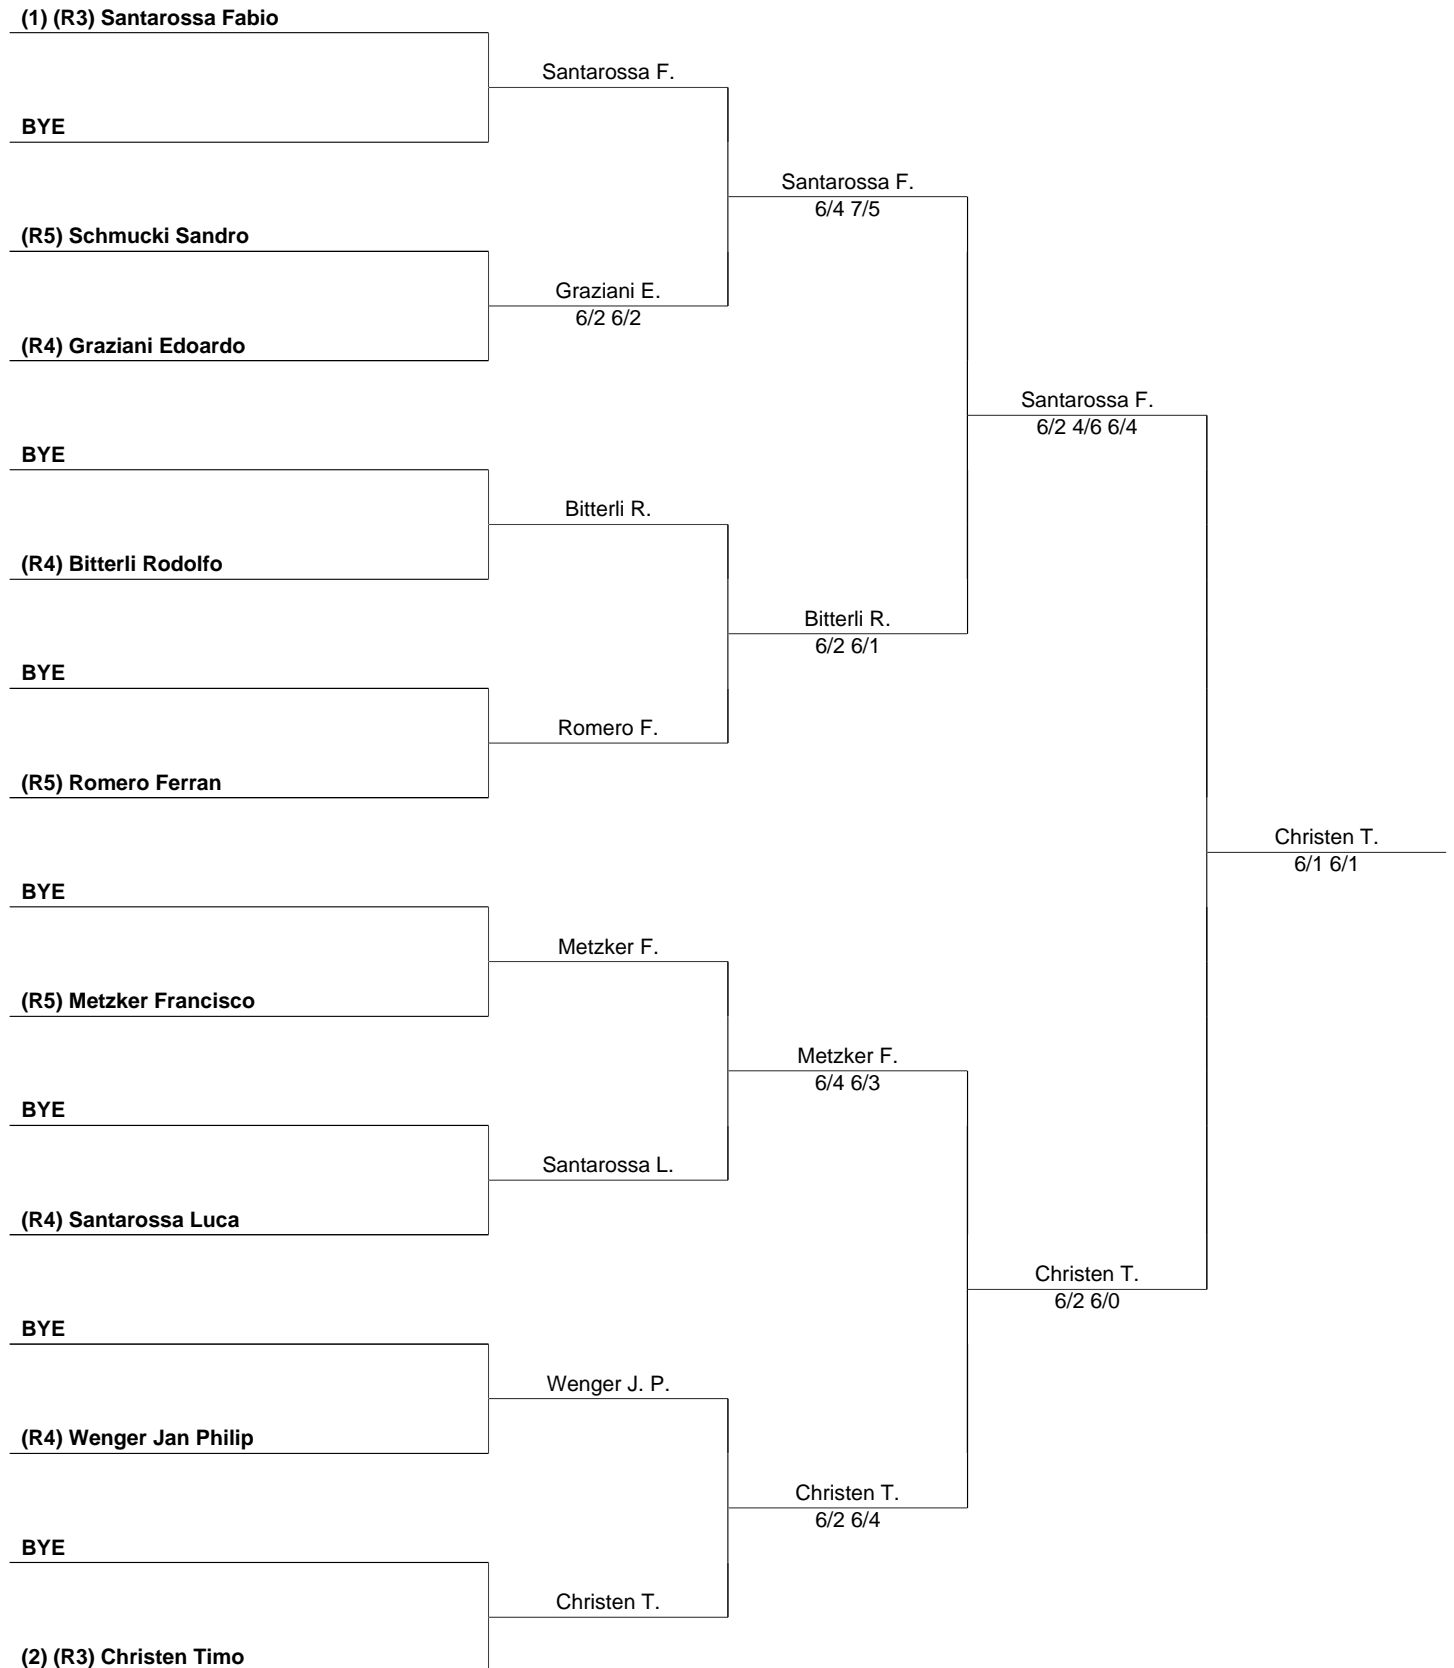 (1) (R3) Santarossa Fabio
Santarossa F.
BYE
Santarossa F.
6/4 7/5
(R5) Schmucki Sandro
Graziani E.
6/2 6/2
(R4) Graziani Edoardo
Santarossa F.
6/2 4/6 6/4
BYE
Bitterli R.
(R4) Bitterli Rodolfo
Bitterli R.
6/2 6/1
BYE
Romero F.
(R5) Romero Ferran
Christen T.
6/1 6/1
BYE
Metzker F.
(R5) Metzker Francisco
Metzker F.
6/4 6/3
BYE
Santarossa L.
(R4) Santarossa Luca
Christen T.
6/2 6/0
BYE
Wenger J. P.
(R4) Wenger Jan Philip
Christen T.
6/2 6/4
BYE
Christen T.
(2) (R3) Christen Timo